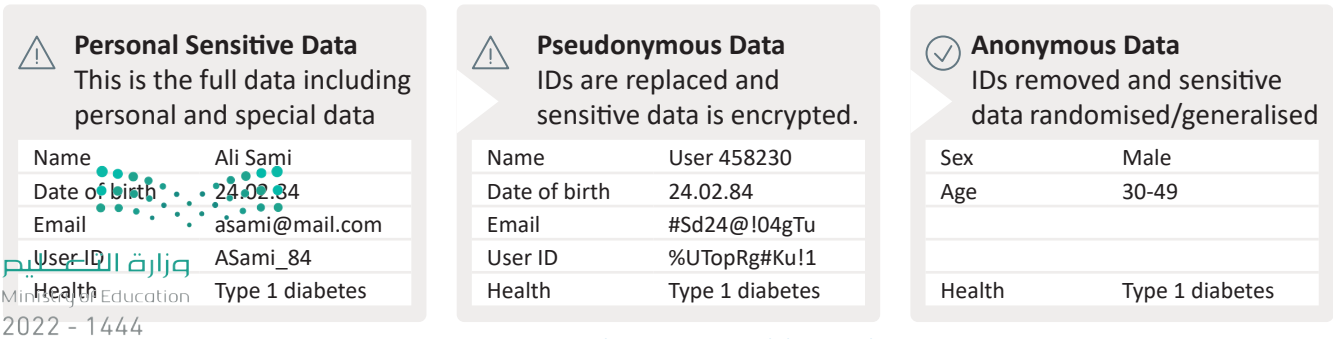 Personal Sensitive Data
This is the full data including
personal and special data
Name Ali Sami
Date of birth 24.02.84
Email asami@mail.com
User ID ASami_84
Health Type 1 diabetes
Pseudonymous Data
IDs are replaced and
sensitive data is encrypted.
Name User 458230
Date of birth 24.02.84
Email #Sd24@!04gTu
User ID %UTopRg#Ku!1
Health Type 1 diabetes
Anonymous Data
IDs removed and sensitive
data randomised/generalised
Sex Male
Age 30-49
Health Type 1 diabetes
وزارة التعليم
Ministry of Education
2022 - 1444